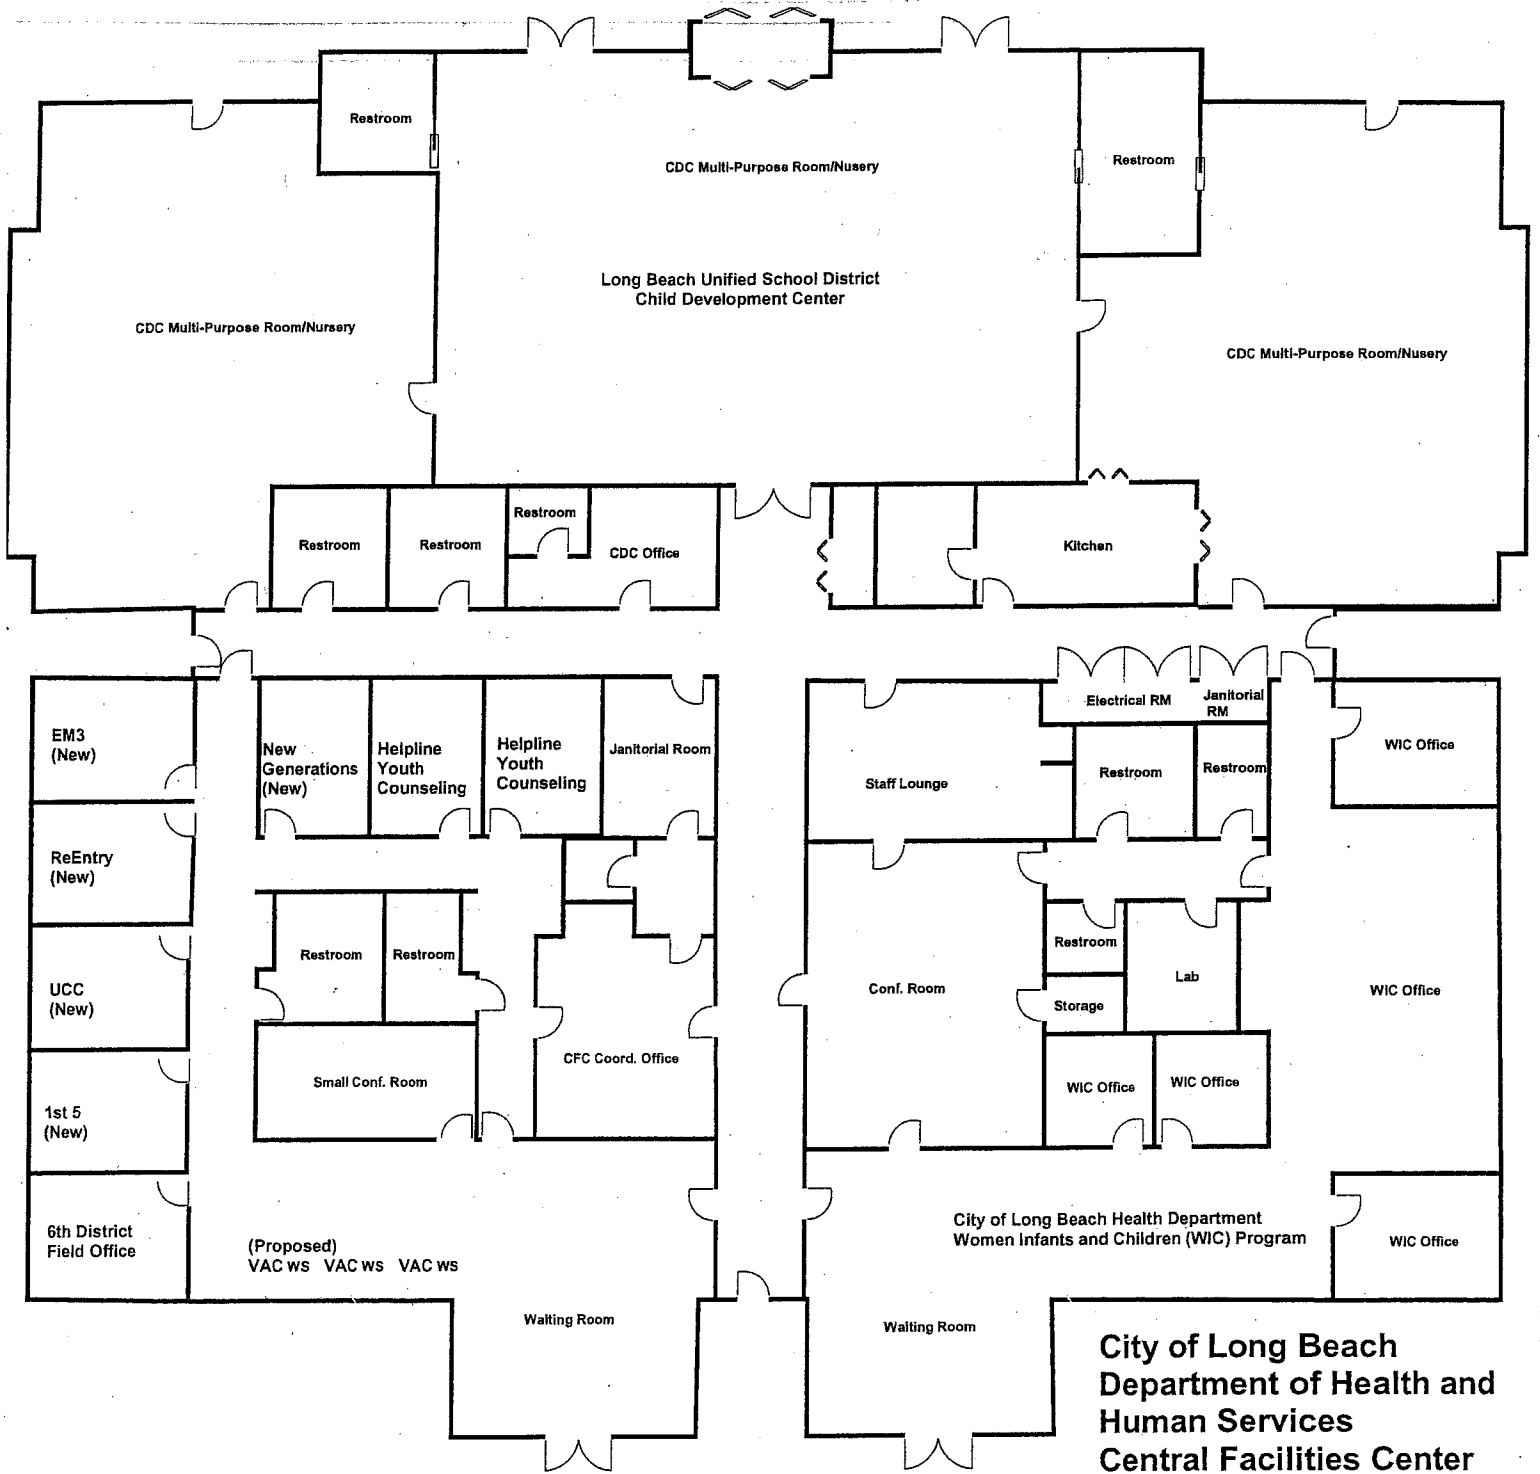 Restroom
CDC Multi-Purpose Room/Nusery
Restroom
Long Beach Unified School District
Child Development Center
CDC Multi-Purpose Room/Nursery
CDC Multi-Purpose Room/Nusery
Restroom
Restroom
Restroom
CDC Office
Kitchen
EM3
(New)
New
Generations
(New)
Helpline
Youth
Counseling
Helpline
Youth
Counseling
Janitorial Room
Staff Lounge
Electrical RM
Janitorial
RM
Restroom
Restroom
WIC Office
ReEntry
(New)
Restroom
Restroom
UCC
(New)
Conf. Room
Restroom
Storage
Lab
WIC Office
CFC Coord. Office
Small Conf. Room
WIC Office
WIC Office
1st 5
(New)
6th District
Field Office
(Proposed)
VAC ws VAC ws VAC ws
City of Long Beach Health Department
Women Infants and Children (WIC) Program
WIC Office
Waiting Room
Waiting Room
City of Long Beach
Department of Health and
Human Services
Central Facilities Center